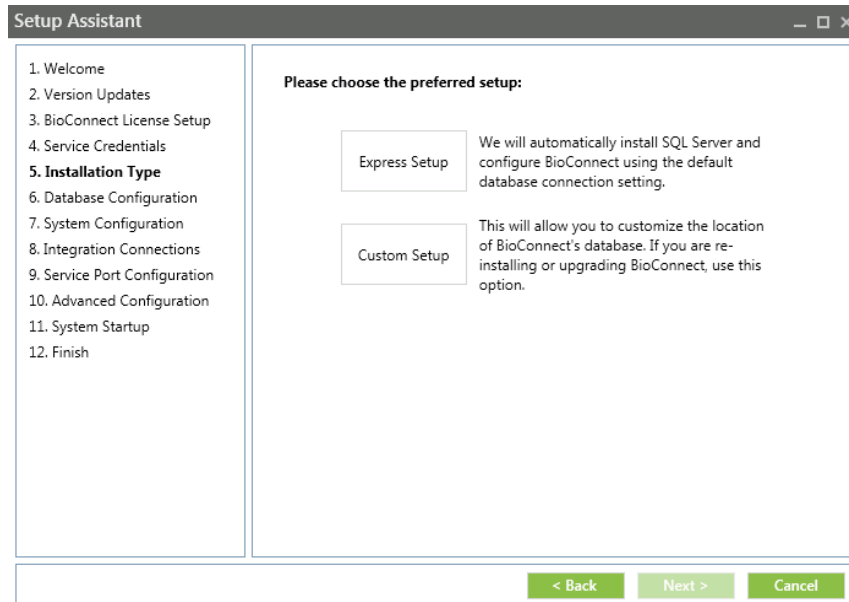 Setup Assistant
1. Welcome
2. Version Updates
3. BioConnect License Setup
4. Service Credentials
5. Installation Type
6. Database Configuration
7. System Configuration
8. Integration Connections
9. Service Port Configuration
10. Advanced Configuration
11. System Startup
12. Finish
Please choose the preferred setup:
Express Setup
We will automatically install SQL Server and
configure BioConnect using the default
database connection setting.
Custom Setup
This will allow you to customize the location
of BioConnect's database. If you are re-
installing or upgrading BioConnect, use this
option.
< Back
Next >
Cancel